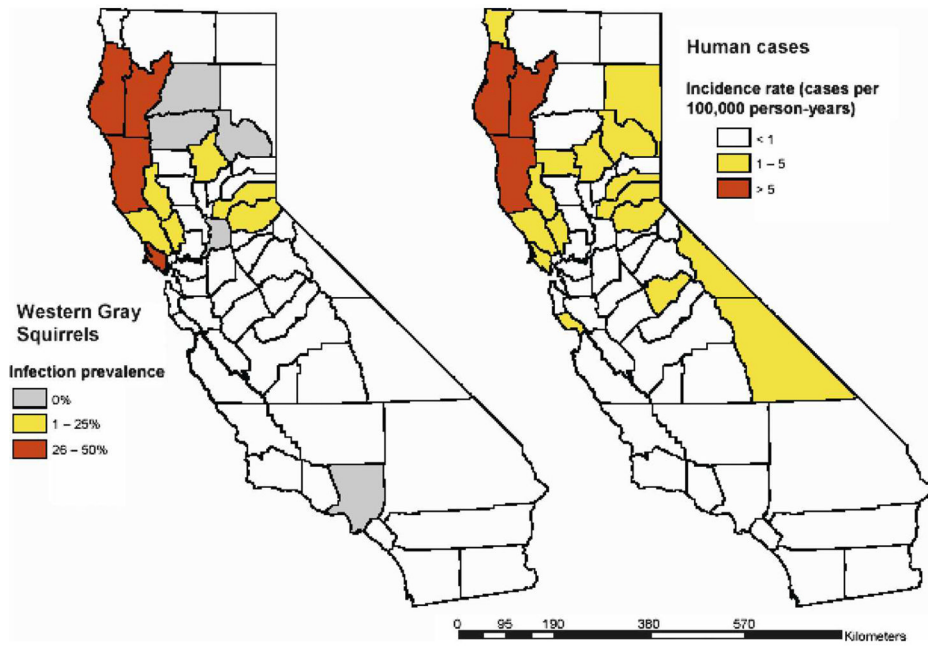 Western Gray
Squirrels
Infection prevalence
0%
1 – 25%
26 – 50%
Human cases
Incidence rate (cases per
100,000 person-years)
< 1
1 – 5
> 5
0 95 190 380 570
Kilometers